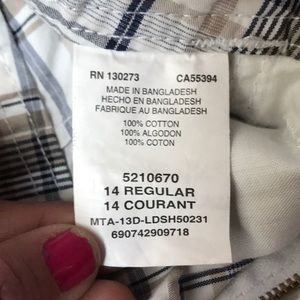 RN 130273 CA55394
MADE IN BANGLADESH
HECHO EN BANGLADESH
FABRIQUE AU BANGLADESH
100% COTTON
100% ALGODON
100% COTON
5210670
14 REGULAR
14 COURANT
MTA-13D-LDSH50231
690742909718